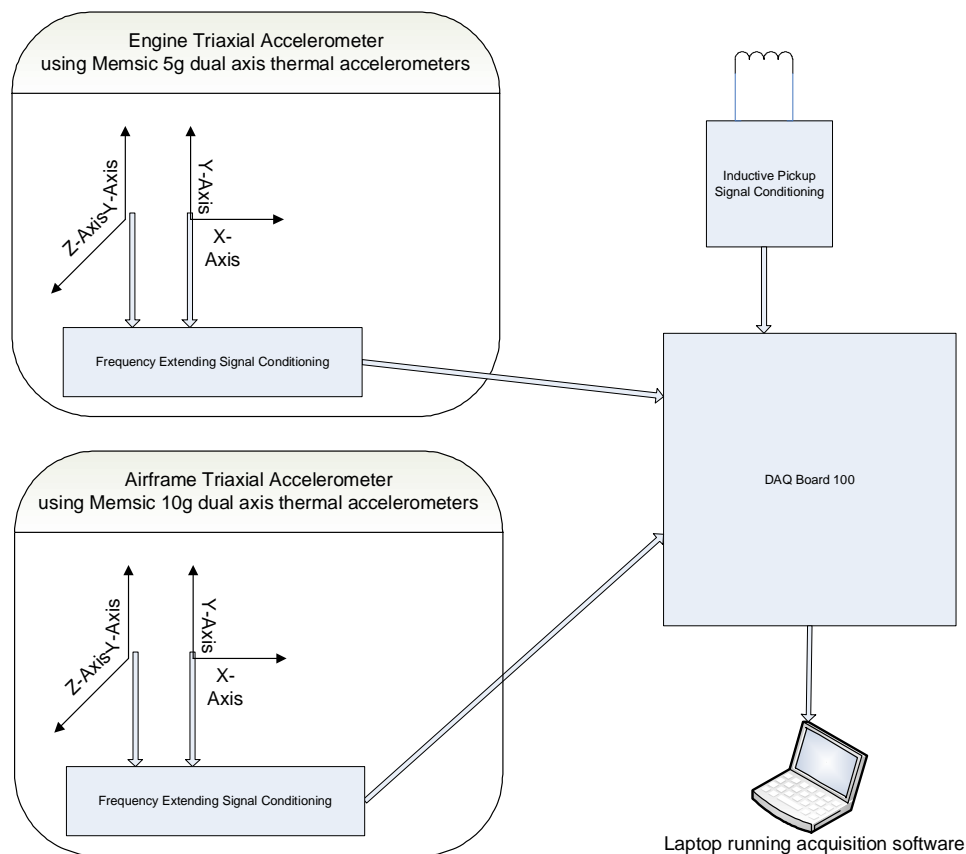 Engine Triaxial Accelerometer
using Memsic 5g dual axis thermal accelerometers
Y-Axis
Z-Axis
Y-Axis
X-
Axis
Frequency Extending Signal Conditioning
Inductive Pickup
Signal Conditioning
DAQ Board 100
Airframe Triaxial Accelerometer
using Memsic 10g dual axis thermal accelerometers
Y-Axis
Z-Axis
Y-Axis
X-
Axis
Frequency Extending Signal Conditioning
Laptop running acquisition software